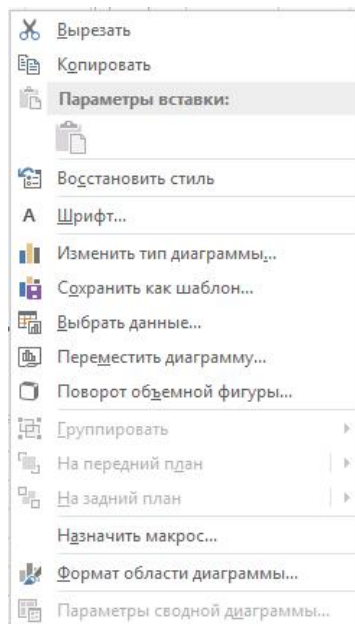 Вырезать
Копировать
Параметры вставки:
Восстановить стиль
А Шрифт...
Изменить тип диаграммы...
Сохранить как шаблон...
Выбрать данные...
Переместить диаграмму...
Поворот объемной фигуры...
Группировать
На передний план
На задний план
Назначить макрос...
Формат области диаграммы...
Параметры сводной диаграммы...